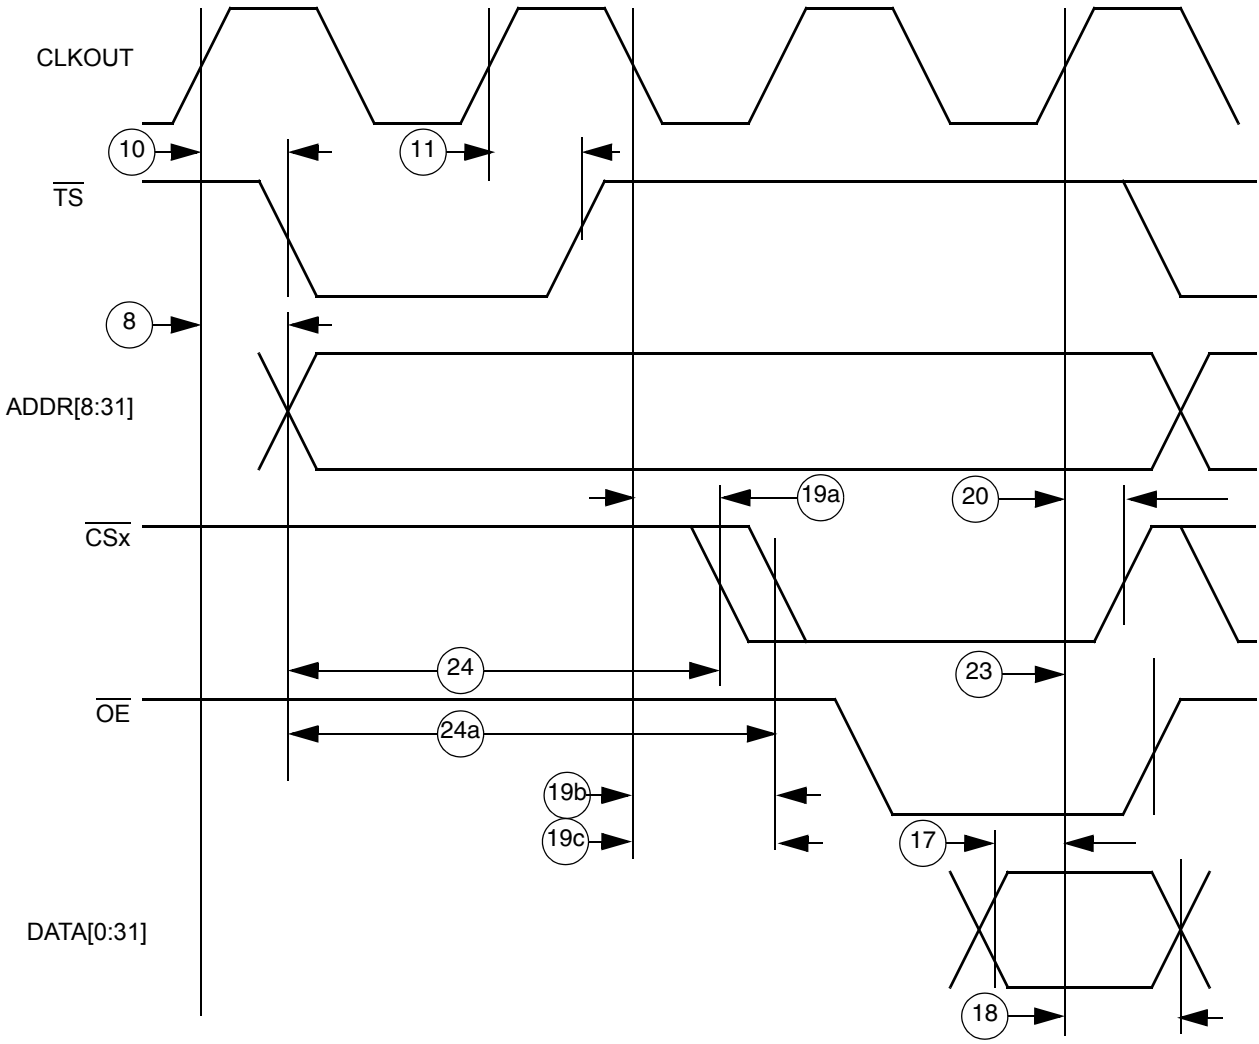 CLKOUT
10
11
TS
8
ADDR[8:31]
19a
20
CSx
24
23
OE
24a
19b
19c
17
DATA[0:31]
18